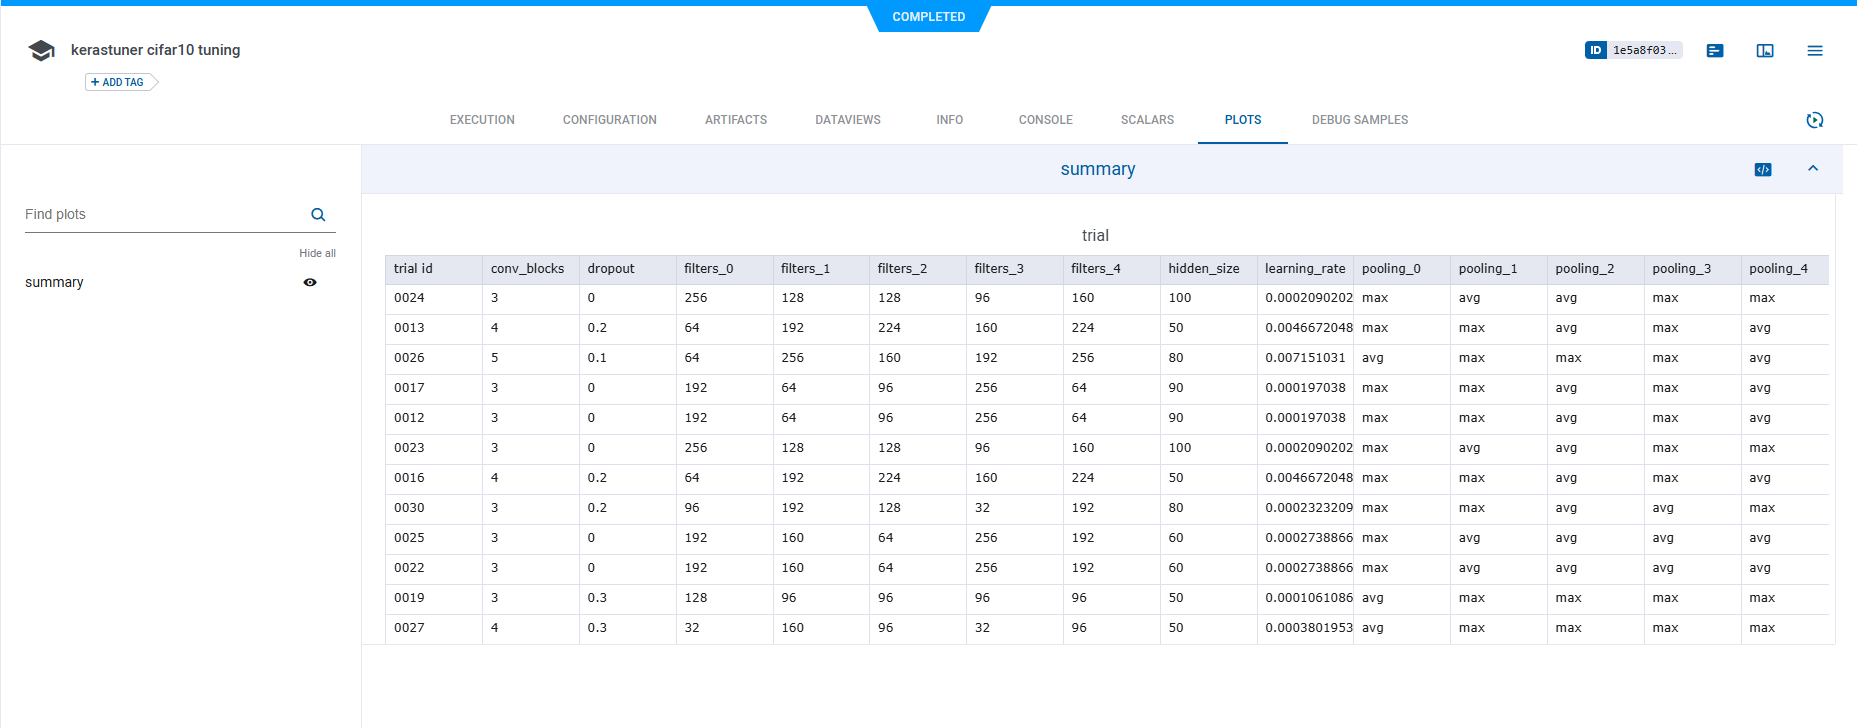 COMPLETED
kerastuner cifar10 tuning
ID 1e5a8f03...
+ ADD TAG
EXECUTION CONFIGURATION ARTIFACTS DATAVIEWS INFO CONSOLE SCALARS PLOTS DEBUG SAMPLES
summary
Find plots
Hide all
summary
trial
trial id conv_blocks dropout filters_0 filters_1 filters_2 filters_3 filters_4 hidden_size learning_rate pooling_0 pooling_1 pooling_2 pooling_3 pooling_4
0024 3 0 256 128 128 96 160 100 0.0002090202 max avg avg max max
0013 4 0.2 64 192 224 160 224 50 0.0046672048 max max avg max avg
0026 5 0.1 64 256 160 192 256 80 0.007151031 avg max max max avg
0017 3 0 192 64 96 256 64 90 0.000197038 max max avg max avg
0012 3 0 192 64 96 256 64 90 0.000197038 max max avg max avg
0023 3 0 256 128 128 96 160 100 0.0002090202 max avg avg max max
0016 4 0.2 64 192 224 160 224 50 0.0046672048 max max avg max avg
0030 3 0.2 96 192 128 32 192 80 0.0002323209 max max avg avg max
0025 3 0 192 160 64 256 192 60 0.0002738866 max avg avg avg avg
0022 3 0 192 160 64 256 192 60 0.0002738866 max avg avg avg avg
0019 3 0.3 128 96 96 96 96 50 0.0001061086 avg max max max max
0027 4 0.3 32 160 96 32 96 50 0.0003801953 avg max max max max